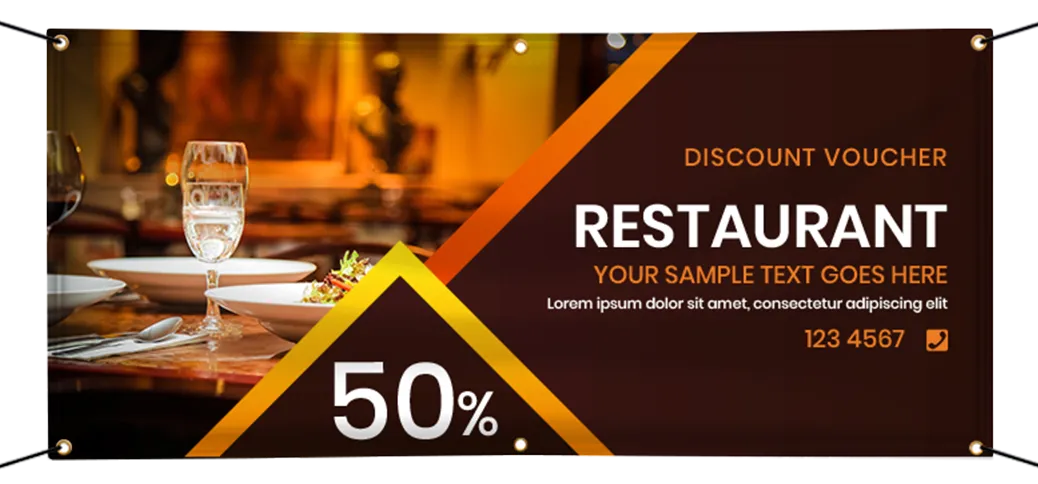 DISCOUNT VOUCHER
RESTAURANT
YOUR SAMPLE TEXT GOES HERE
Lorem ipsum dolor sit amet, consectetur adipiscing elit
123 4567
50%